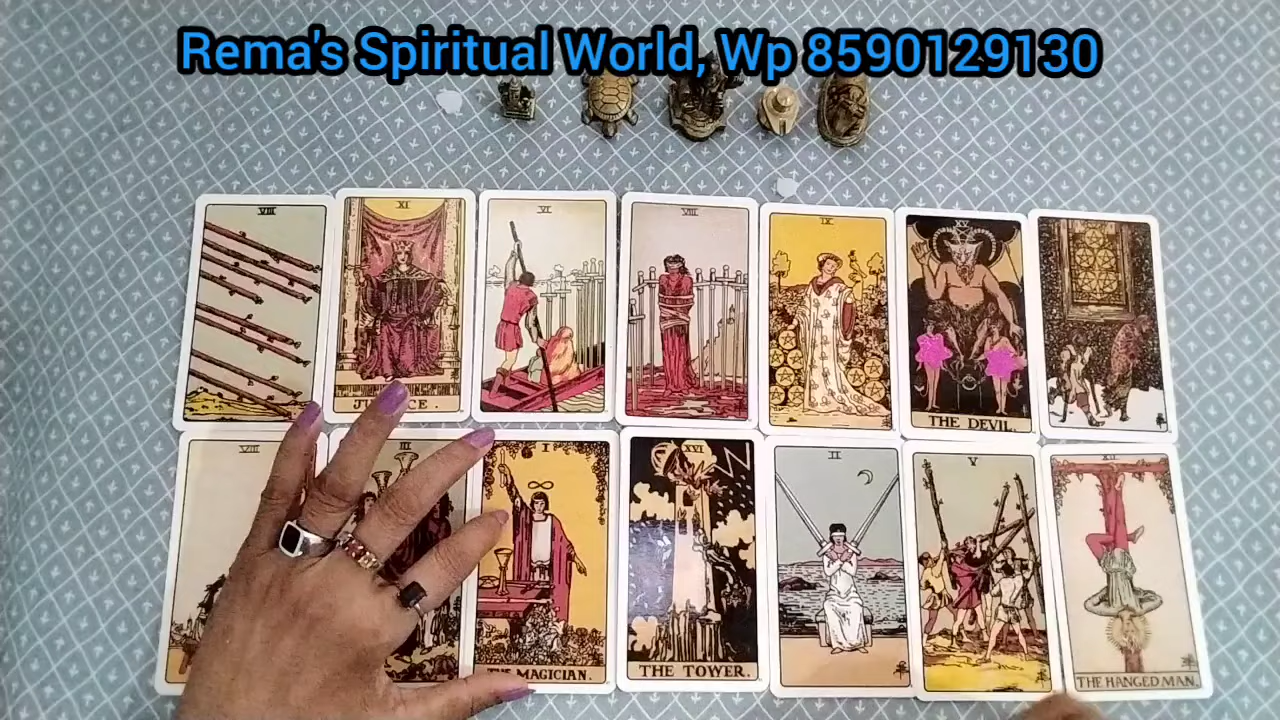 Rema's Spiritual World, Wp 8590129130
VIII
XI
VI
VIII
IX
XV
THE DEVIL.
VIII
III
I
XVI
II
V
XII
THE MAGICIAN.
THE TOWER.
THE HANGED MAN.